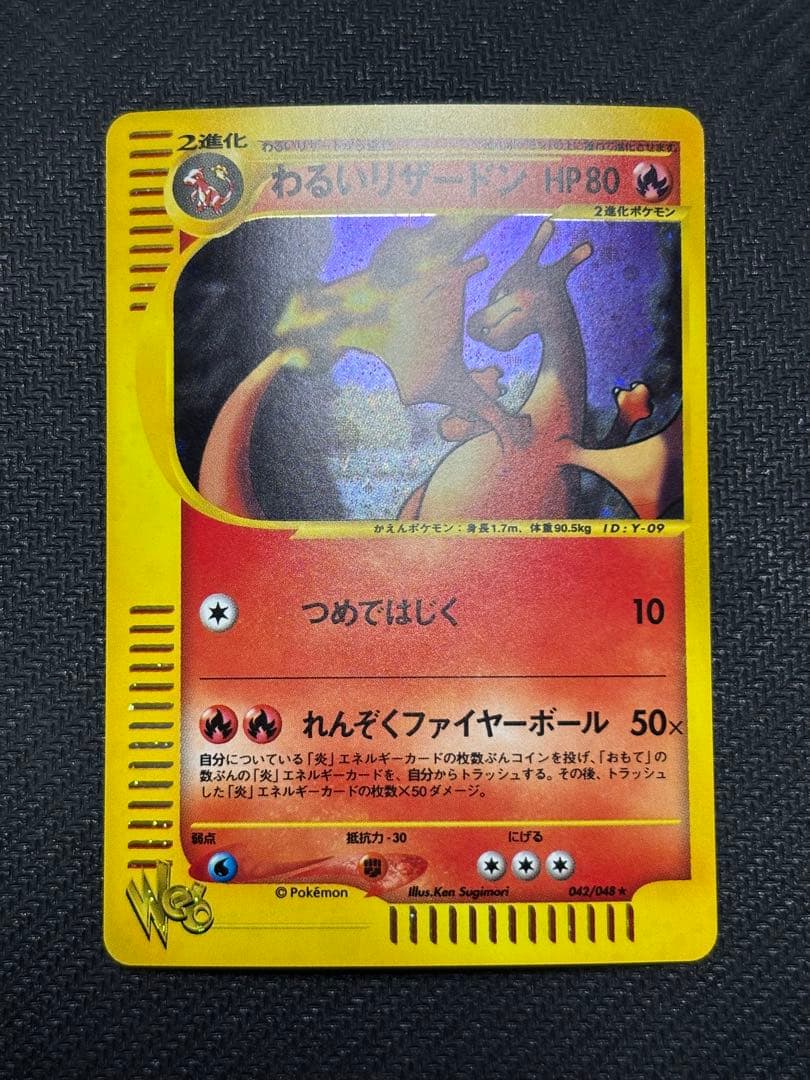 2進化
わるいリザードン HP80
2進化ポケモン
かえんポケモン：身長1.7m、体重90.5kg ID:Y-09
つめではじく 10
れんぞくファイヤーボール 50×
自分についている「炎」エネルギーカードの枚数ぶんコインを投げ、「おもて」の
数ぶんの「炎」エネルギーカードを、自分からトラッシュする。その後、トラッシュ
した「炎」エネルギーカードの枚数×50ダメージ。
弱点 抵抗力-30 にげる
Web
© Pokémon Illus.Ken Sugimori 042/048★